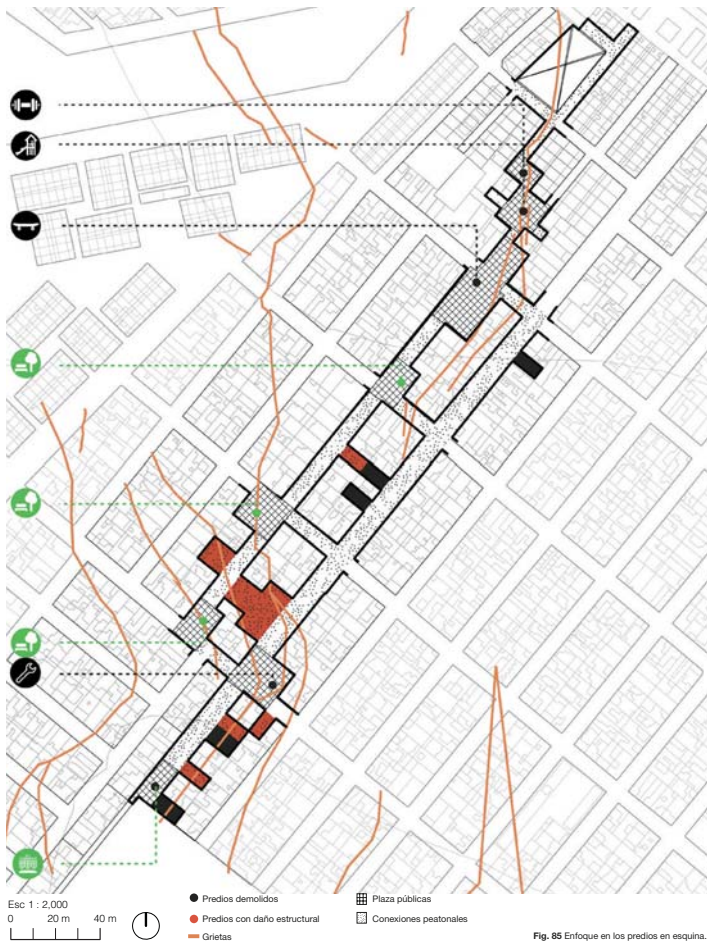 Esc 1 : 2,000
0 20 m 40 m
Predios demolidos
Predios con daño estructural
Grietas
Plaza públicas
Conexiones peatonales
Fig. 85 Enfoque en los predios en esquina.